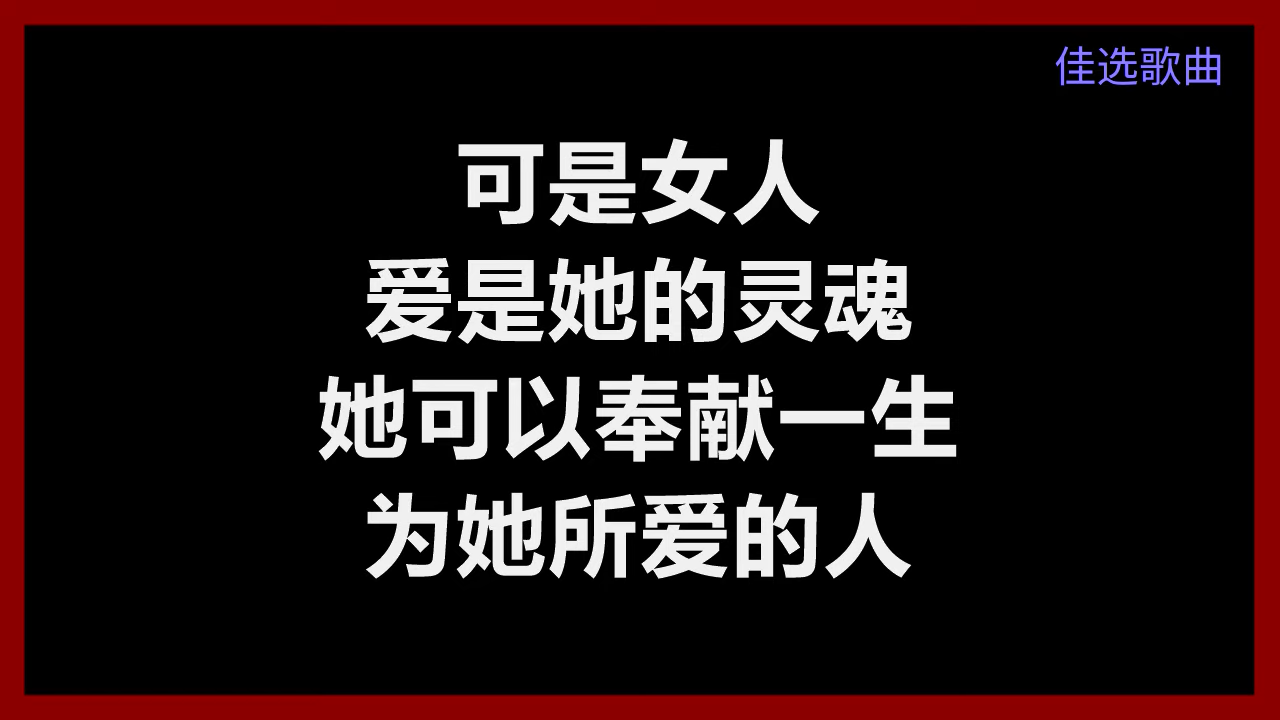 佳选歌曲
可是女人
爱是她的灵魂
她可以奉献一生
为她所爱的人